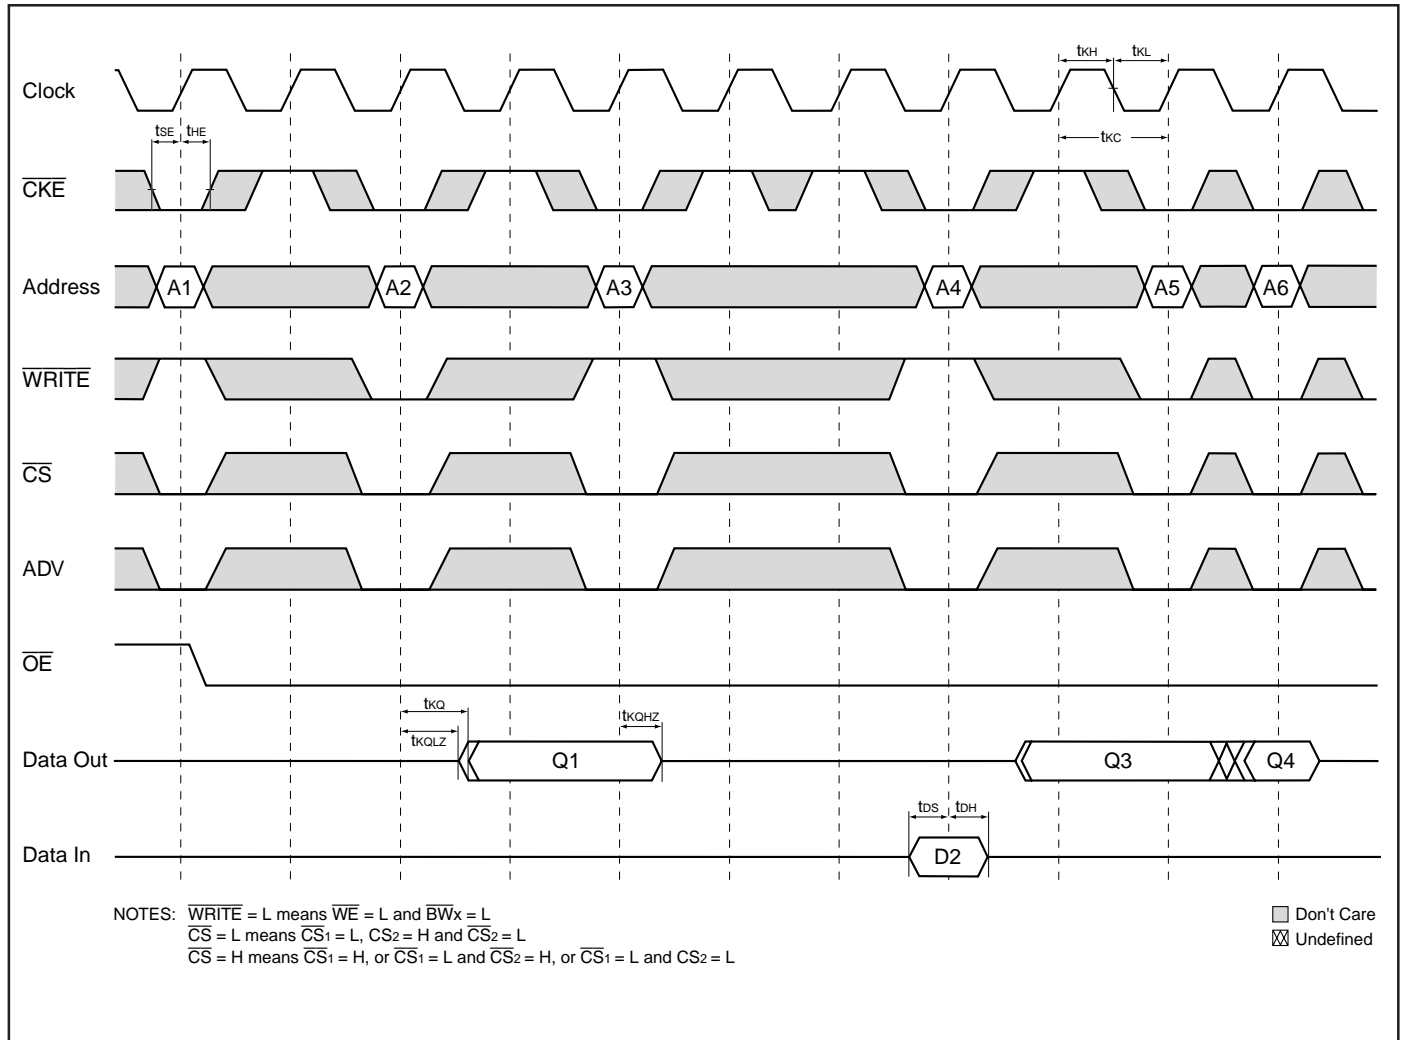 tKH tKL
Clock
tSE tHE
tKC
CKE
Address A1 A2 A3 A4 A5 A6
WRITE
CS
ADV
OE
tKQ
tKQHZ
tKQLZ
Data Out Q1 Q3 Q4
tDS tDH
Data In D2
NOTES: WRITE = L means WE = L and BWx = L
CS = L means CS1 = L, CS2 = H and CS2 = L
CS = H means CS1 = H, or CS1 = L and CS2 = H, or CS1 = L and CS2 = L
Don't Care
Undefined